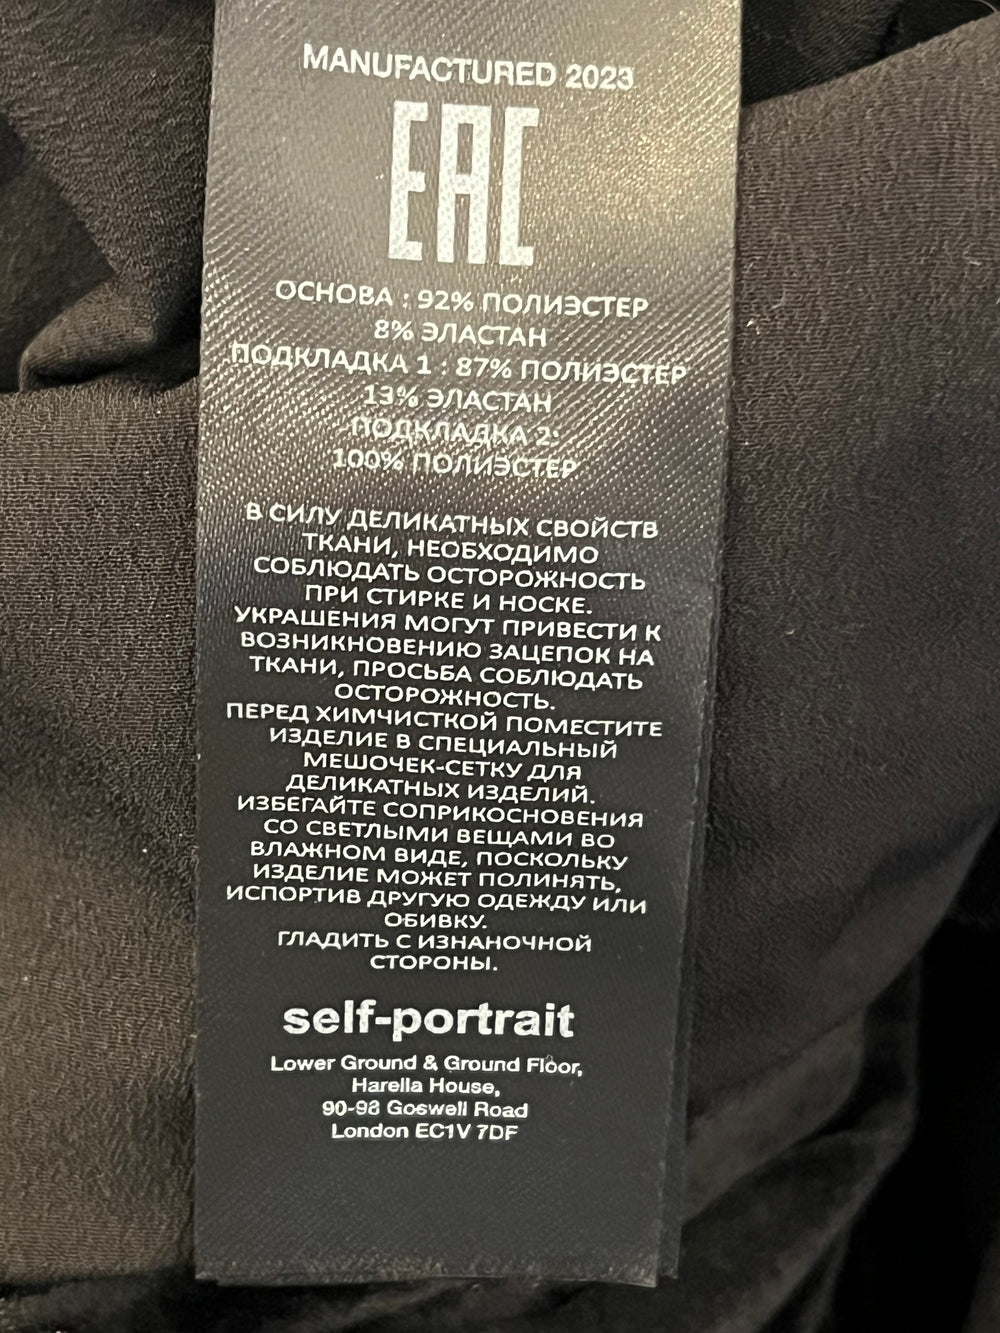 MANUFACTURED 2023
EAC
ОСНОВА : 92% ПОЛИЭСТЕР
8% ЭЛАСТАН
ПОДКЛАДКА 1 : 87% ПОЛИЭСТЕР
13% ЭЛАСТАН
ПОДКЛАДКА 2:
100% ПОЛИЭСТЕР
В СИЛУ ДЕЛИКАТНЫХ СВОЙСТВ
ТКАНИ, НЕОБХОДИМО
СОБЛЮДАТЬ ОСТОРОЖНОСТЬ
ПРИ СТИРКЕ И НОСКЕ.
УКРАШЕНИЯ МОГУТ ПРИВЕСТИ К
ВОЗНИКНОВЕНИЮ ЗАЦЕПОК НА
ТКАНИ, ПРОСЬБА СОБЛЮДАТЬ
ОСТОРОЖНОСТЬ.
ПЕРЕД ХИМЧИСТКОЙ ПОМЕСТИТЕ
ИЗДЕЛИЕ В СПЕЦИАЛЬНЫЙ
МЕШОЧЕК-СЕТКУ ДЛЯ
ДЕЛИКАТНЫХ ИЗДЕЛИЙ.
ИЗБЕГАЙТЕ СОПРИКОСНОВЕНИЯ
СО СВЕТЛЫМИ ВЕЩАМИ ВО
ВЛАЖНОМ ВИДЕ, ПОСКОЛЬКУ
ИЗДЕЛИЕ МОЖЕТ ПОЛИНЯТЬ,
ИСПОРТИВ ДРУГУЮ ОДЕЖДУ ИЛИ
ОБИВКУ.
ГЛАДИТЬ С ИЗНАНОЧНОЙ
СТОРОНЫ.
self-portrait
Lower Ground & Ground Floor,
Harella House,
90-98 Goswell Road
London EC1V 7DF